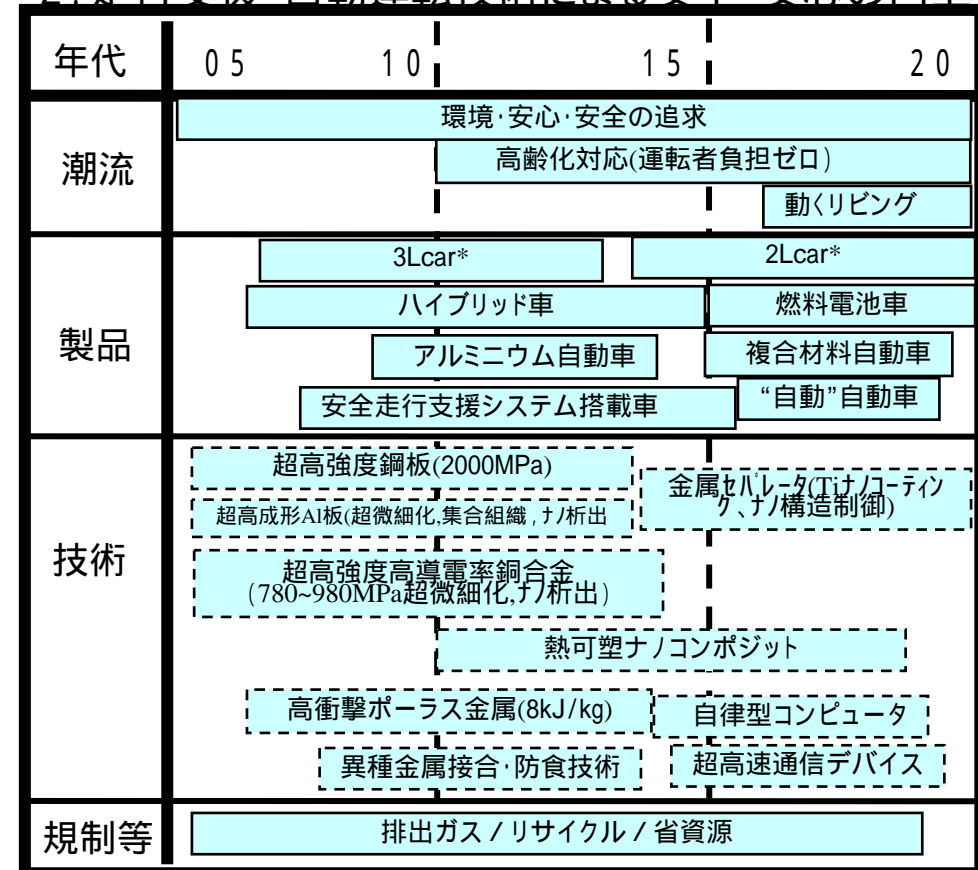 年代 05 10 15 20
潮流
環境･安心･安全の追求
高齢化対応(運転者負担ゼロ)
動くリビング
製品
3Lcar* 2Lcar*
ハイブリッド車 燃料電池車
アルミニウム自動車 複合材料自動車
安全走行支援システム搭載車 “自動”自動車
技術
超高強度鋼板(2000MPa)
金属ｾﾊﾟﾚｰﾀ(Tiﾅﾉｺｰﾃｨﾝ
ｸﾞ、ﾅﾉ構造制御)
超高成形Al板(超微細化,集合組織,ﾅﾉ析出
超高強度高導電率銅合金
(780~980MPa超微細化,ﾅﾉ析出)
熱可塑ナノコンポジット
高衝撃ポーラス金属(8kJ/kg) 自律型コンピュータ
異種金属接合･防食技術 超高速通信デバイス
規制等 排出ガス/リサイクル/省資源